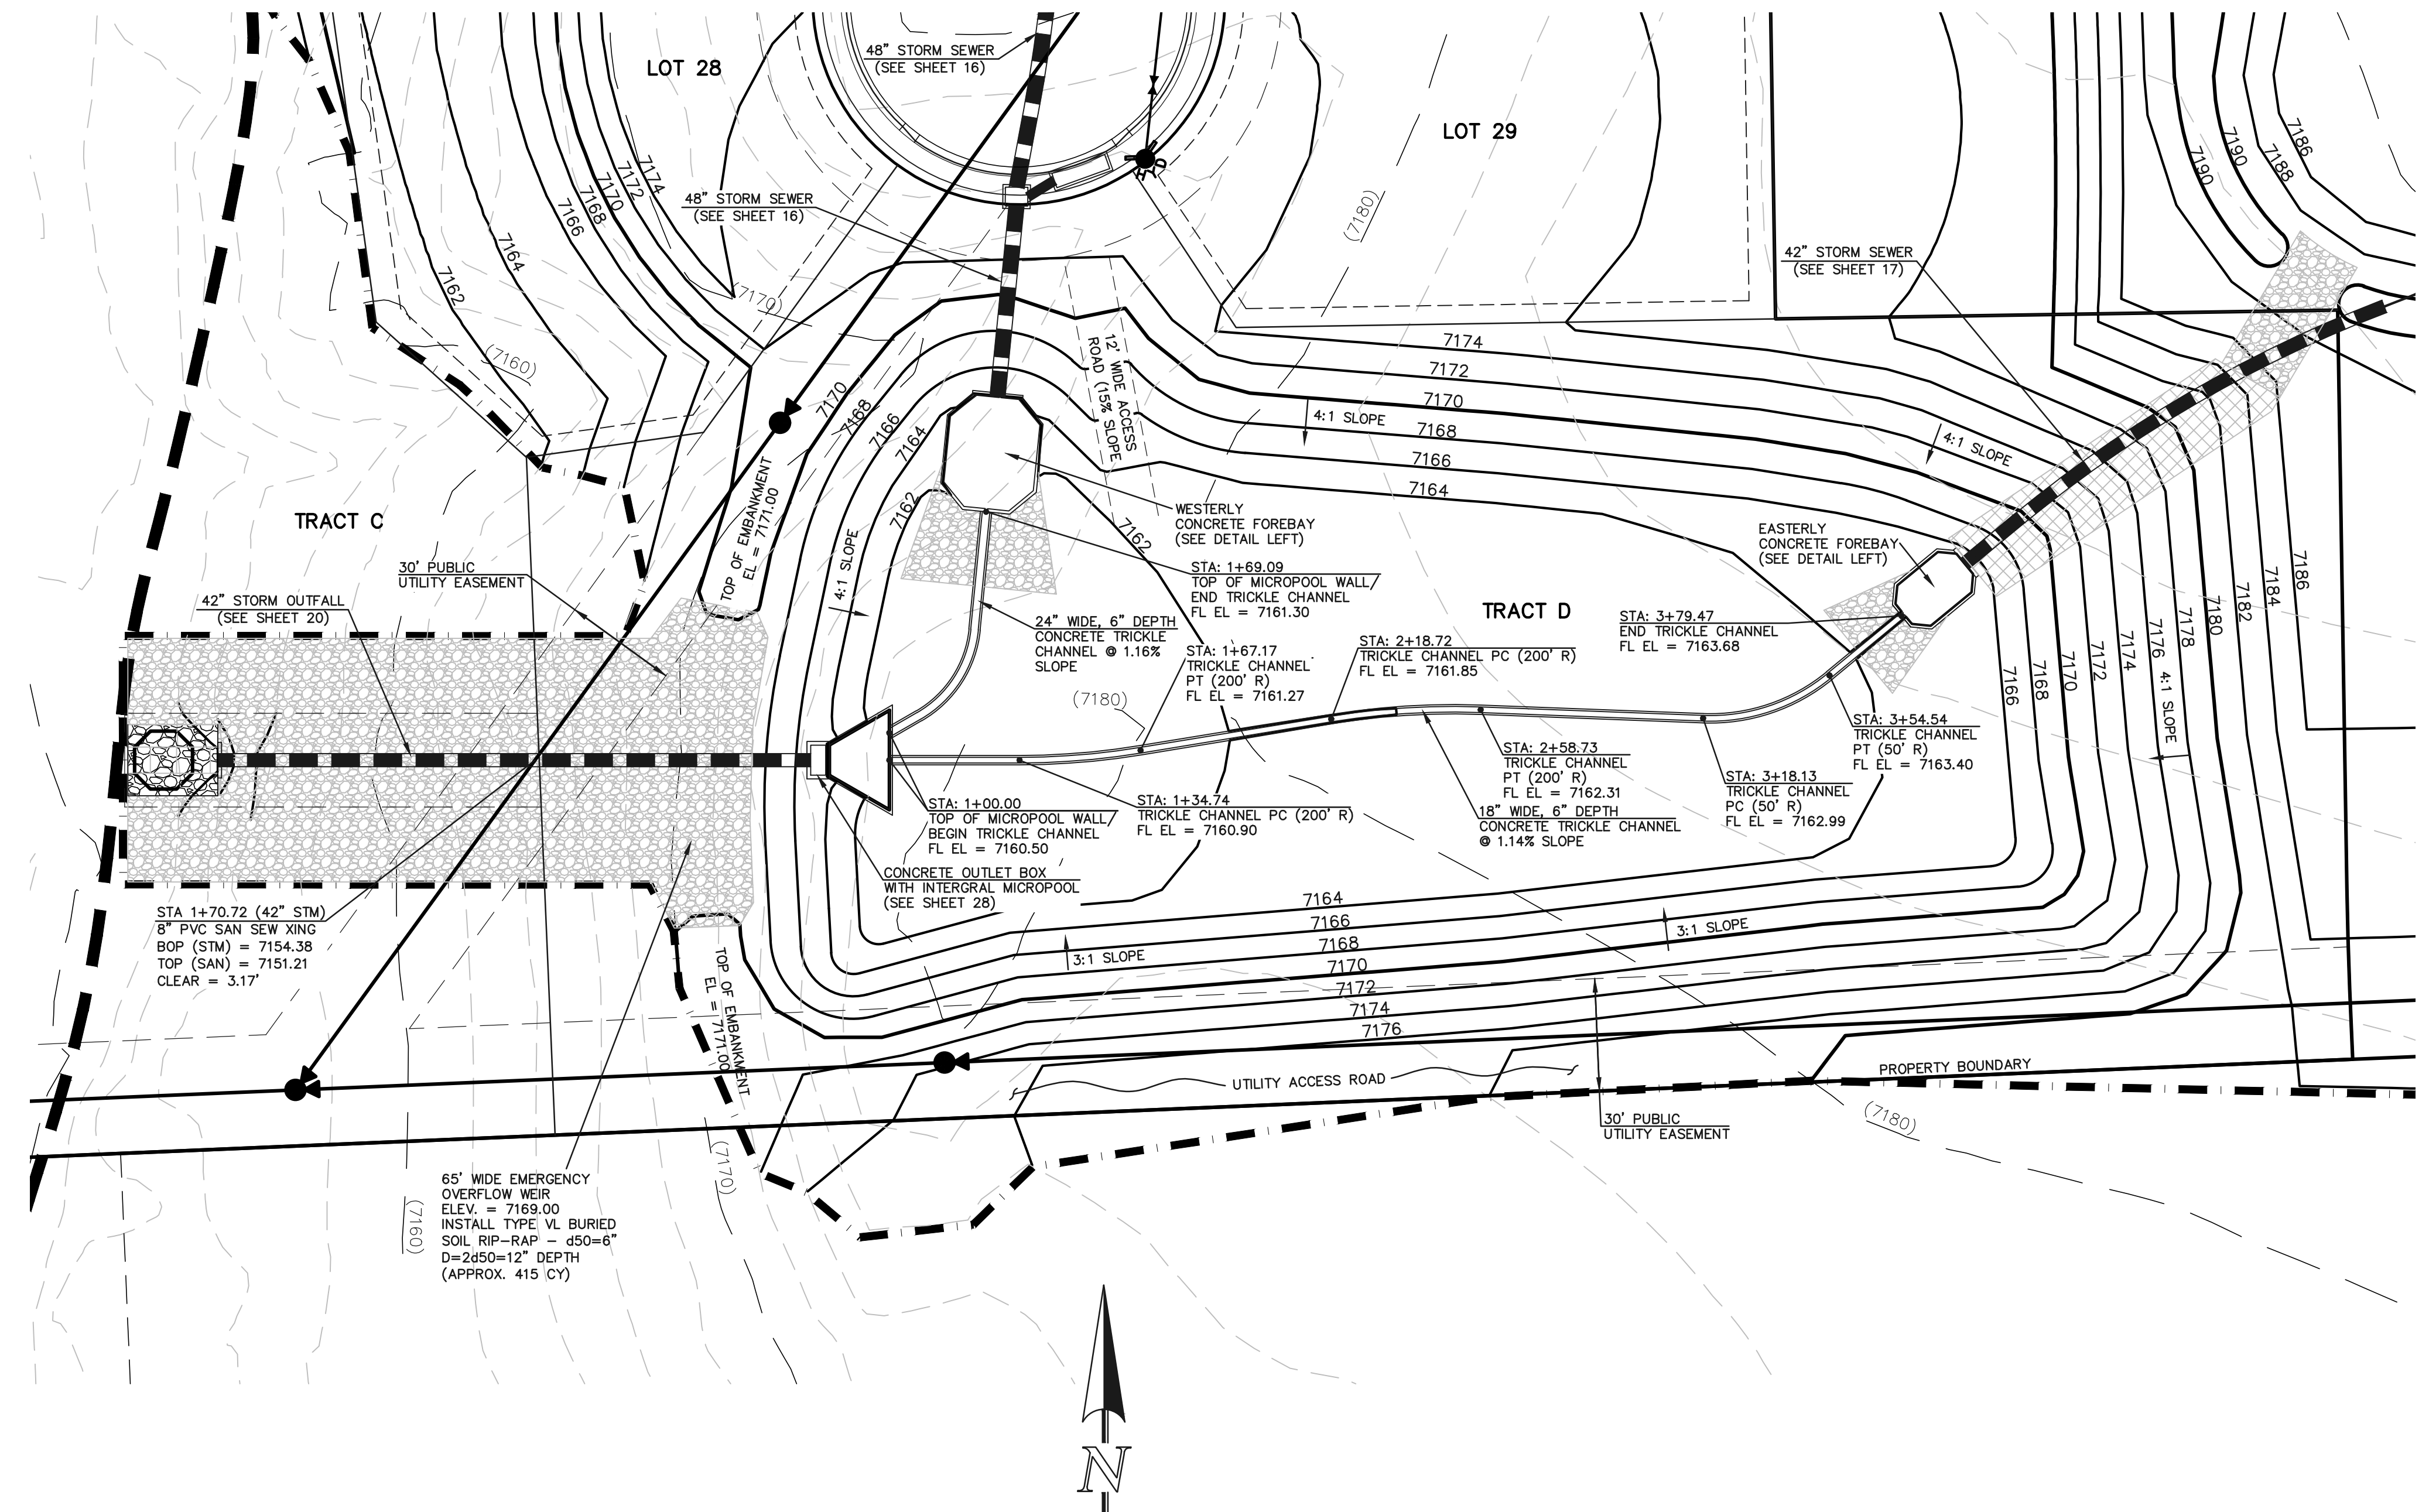 48" STORM SEWER
(SEE SHEET 16)
LOT 28
LOT 29
HYD
7174
7172
7170
7168
7166
7164
7162
48" STORM SEWER
(SEE SHEET 16)
(7180)
7190
7190
7188
7186
42" STORM SEWER
(SEE SHEET 17)
(7170)
(7160)
12' WIDE ACCESS
ROAD (15% SLOPE
7174
7172
7170
7168
7166
7164
4:1 SLOPE
4:1 SLOPE
7170
7168
7166
7164
7162
7162
TOP OF EMBANKMENT
EL = 7171.00
4:1 SLOPE
TRACT C
WESTERLY
CONCRETE FOREBAY
(SEE DETAIL LEFT)
EASTERLY
CONCRETE FOREBAY
(SEE DETAIL LEFT)
30' PUBLIC
UTILITY EASEMENT
42" STORM OUTFALL
(SEE SHEET 20)
STA: 1+69.09
TOP OF MICROPOOL WALL/
END TRICKLE CHANNEL
FL EL = 7161.30
TRACT D
24" WIDE, 6" DEPTH
CONCRETE TRICKLE
CHANNEL @ 1.16%
SLOPE
STA: 1+67.17
TRICKLE CHANNEL
PT (200' R)
FL EL = 7161.27
STA: 2+18.72
TRICKLE CHANNEL PC (200' R)
FL EL = 7161.85
STA: 3+79.47
END TRICKLE CHANNEL
FL EL = 7163.68
(7180)
7166
7168
7170
7172
7174
7176
4:1 SLOPE
7178
7180
7182
7184
7186
STA: 3+54.54
TRICKLE CHANNEL
PT (50' R)
FL EL = 7163.40
STA: 2+58.73
TRICKLE CHANNEL
PT (200' R)
FL EL = 7162.31
STA: 3+18.13
TRICKLE CHANNEL
PC (50' R)
FL EL = 7162.99
STA: 1+00.00
TOP OF MICROPOOL WALL/
BEGIN TRICKLE CHANNEL
FL EL = 7160.50
STA: 1+34.74
TRICKLE CHANNEL PC (200' R)
FL EL = 7160.90
18" WIDE, 6" DEPTH
CONCRETE TRICKLE CHANNEL
@ 1.14% SLOPE
CONCRETE OUTLET BOX
WITH INTERGRAL MICROPOOL
(SEE SHEET 28)
STA 1+70.72 (42" STM)
8" PVC SAN SEW XING
BOP (STM) = 7154.38
TOP (SAN) = 7151.21
CLEAR = 3.17'
7164
7166
7168
7170
7172
7174
7176
3:1 SLOPE
3:1 SLOPE
TOP OF EMBANKMENT
EL = 7171.00
UTILITY ACCESS ROAD
PROPERTY BOUNDARY
30' PUBLIC
UTILITY EASEMENT
(7180)
(7170)
(7160)
65' WIDE EMERGENCY
OVERFLOW WEIR
ELEV. = 7169.00
INSTALL TYPE VL BURIED
SOIL RIP-RAP - d50=6"
D=2d50=12" DEPTH
(APPROX. 415 CY)
N